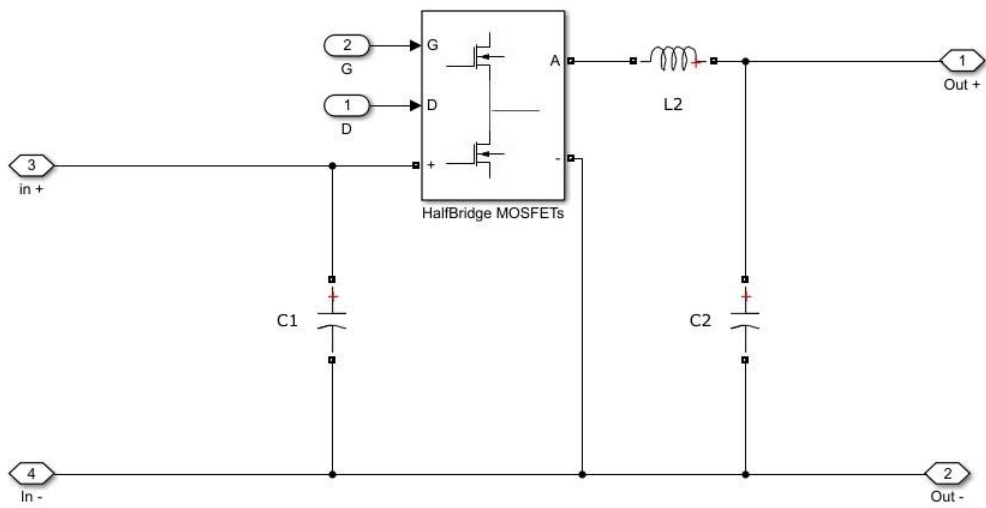 2
G
G
1
D
D
A
L2
1
Out +
3
in +
+
-
HalfBridge MOSFETs
+
+
+
C1
C2
4
In -
2
Out -